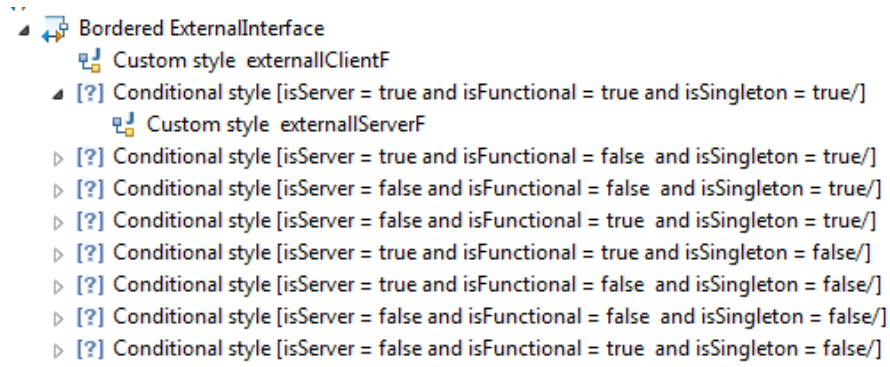 Bordered ExternalInterface
Custom style externalIClientF
[?] Conditional style [isServer = true and isFunctional = true and isSingleton = true/]
Custom style externalIServerF
[?] Conditional style [isServer = true and isFunctional = false and isSingleton = true/]
[?] Conditional style [isServer = false and isFunctional = false and isSingleton = true/]
[?] Conditional style [isServer = false and isFunctional = true and isSingleton = true/]
[?] Conditional style [isServer = true and isFunctional = true and isSingleton = false/]
[?] Conditional style [isServer = true and isFunctional = false and isSingleton = false/]
[?] Conditional style [isServer = false and isFunctional = false and isSingleton = false/]
[?] Conditional style [isServer = false and isFunctional = true and isSingleton = false/]